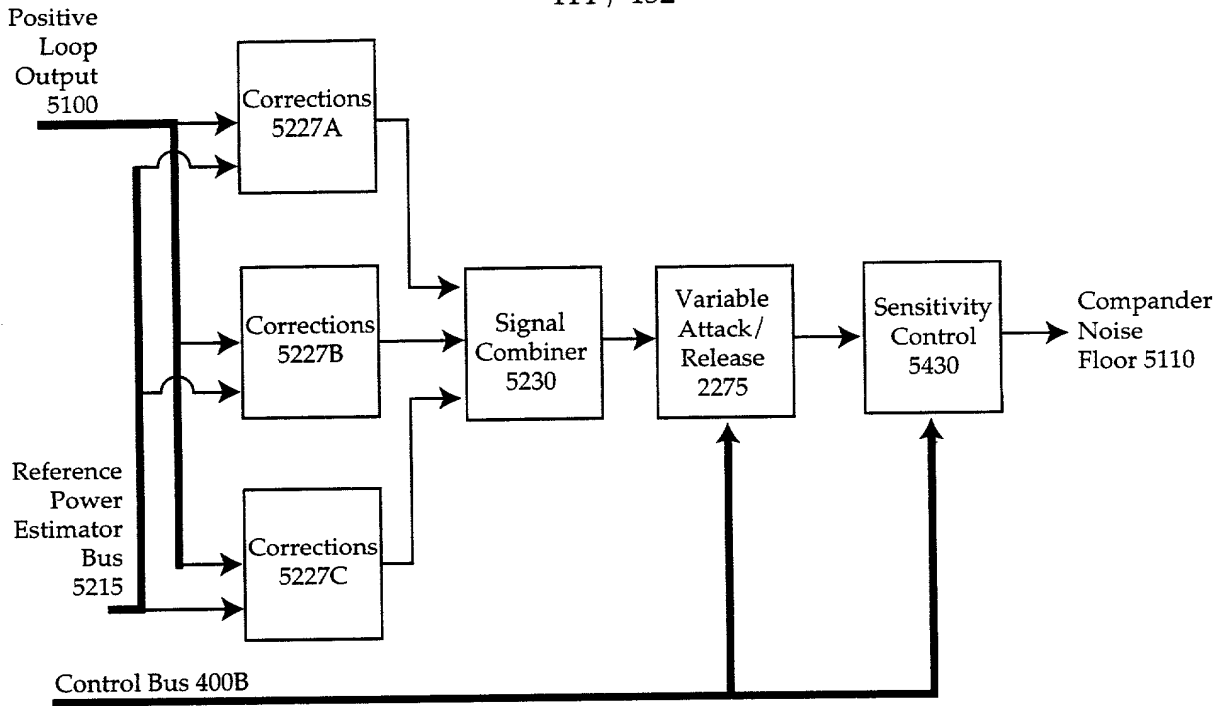 Positive
Loop
Output
5100
Corrections
5227A
Corrections
5227B
Signal
Combiner
5230
Variable
Attack/
Release
2275
Sensitivity
Control
5430
Compander
Noise
Floor 5110
Reference
Power
Estimator
Bus
5215
Corrections
5227C
Control Bus 400B